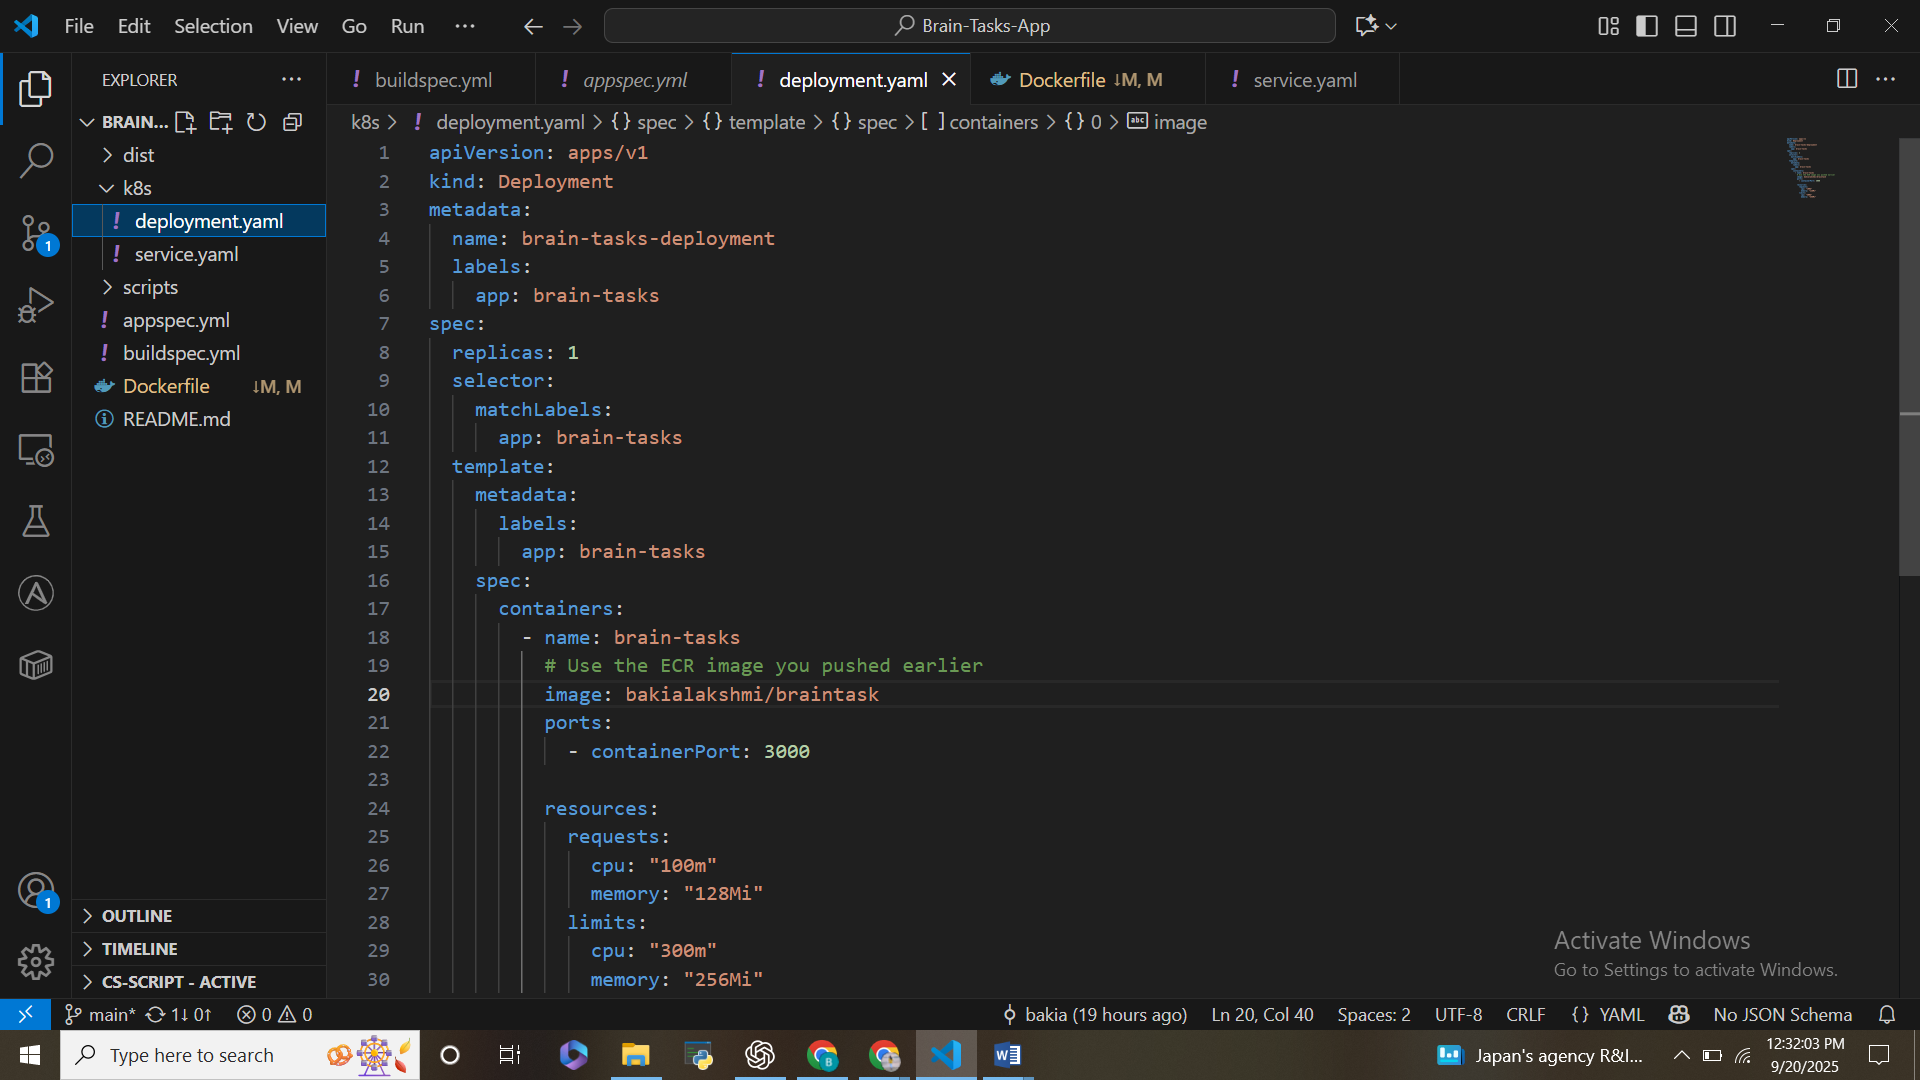 File Edit Selection View Go Run ··· Brain-Tasks-App
EXPLORER ···
BRAIN...
dist
k8s
deployment.yaml
service.yaml
scripts
appspec.yml
buildspec.yml
Dockerfile ↓M, M
README.md
OUTLINE
TIMELINE
CS-SCRIPT - ACTIVE
! buildspec.yml ! appspec.yml ! deployment.yaml Dockerfile ↓M, M ! service.yaml
k8s > ! deployment.yaml > {} spec > {} template > {} spec > [ ] containers > {} 0 > abc image
1 apiVersion: apps/v1
2 kind: Deployment
3 metadata:
4 name: brain-tasks-deployment
5 labels:
6 app: brain-tasks
7 spec:
8 replicas: 1
9 selector:
10 matchLabels:
11 app: brain-tasks
12 template:
13 metadata:
14 labels:
15 app: brain-tasks
16 spec:
17 containers:
18 - name: brain-tasks
19 # Use the ECR image you pushed earlier
20 image: bakialakshmi/braintask
21 ports:
22 - containerPort: 3000
23
24 resources:
25 requests:
26 cpu: "100m"
27 memory: "128Mi"
28 limits:
29 cpu: "300m"
30 memory: "256Mi"
Activate Windows
Go to Settings to activate Windows.
1
1
main* 1↓ 0↑ 0 0 bakia (19 hours ago) Ln 20, Col 40 Spaces: 2 UTF-8 CRLF {} YAML No JSON Schema
Type here to search Japan's agency R&I... 12:32:03 PM
9/20/2025